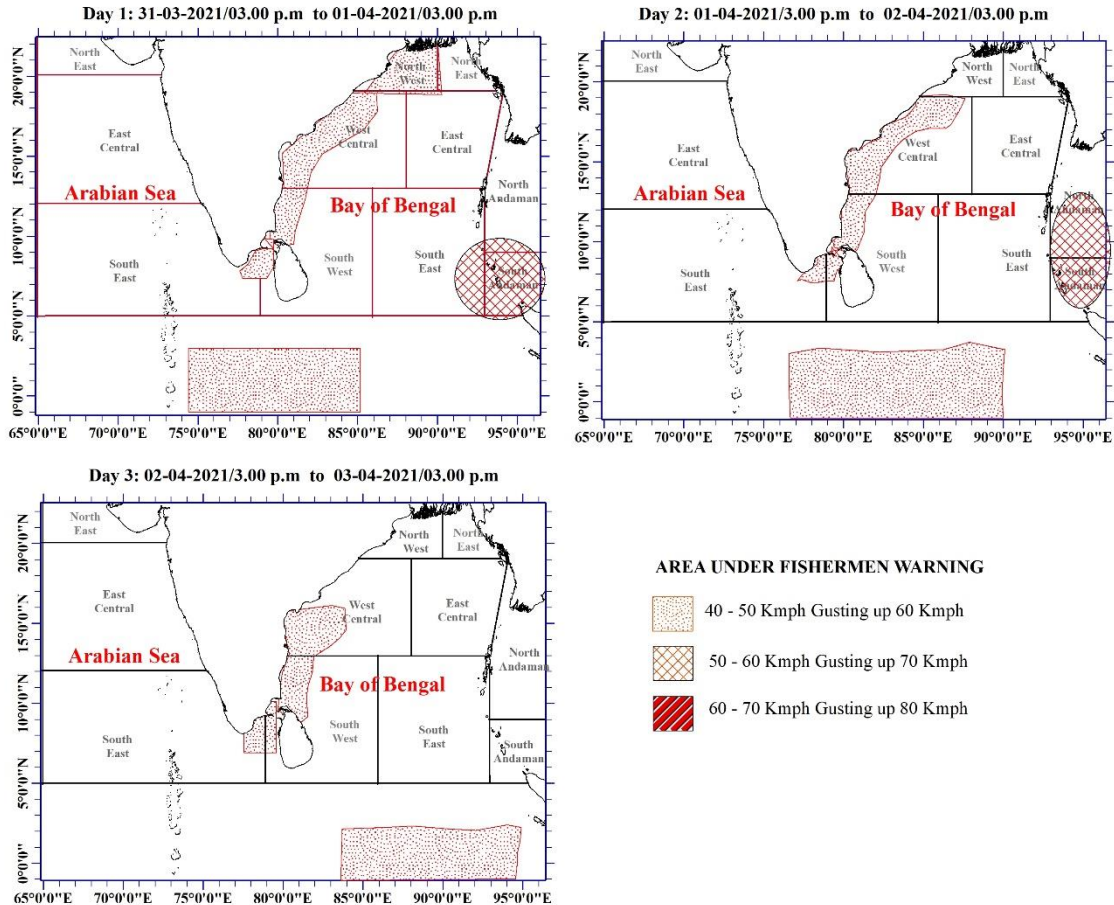 Day 1: 31-03-2021/03.00 p.m to 01-04-2021/03.00 p.m
North East
North West
North East
East Central
West Central
East Central
Arabian Sea
Bay of Bengal
North Andaman
South East
South West
South East
South Andaman
20°0'0"N
15°0'0"N
10°0'0"N
5°0'0"N
0°0'0"
65°0'0"E 70°0'0"E 75°0'0"E 80°0'0"E 85°0'0"E 90°0'0"E 95°0'0"E
Day 2: 01-04-2021/3.00 p.m to 02-04-2021/03.00 p.m
North East
North West
North East
East Central
West Central
East Central
Arabian Sea
Bay of Bengal
North Andaman
South East
South West
South East
South Andaman
20°0'0"N
15°0'0"N
10°0'0"N
5°0'0"N
0°0'0"
65°0'0"E 70°0'0"E 75°0'0"E 80°0'0"E 85°0'0"E 90°0'0"E 95°0'0"E
Day 3: 02-04-2021/3.00 p.m to 03-04-2021/03.00 p.m
North East
North West
North East
East Central
West Central
East Central
Arabian Sea
Bay of Bengal
North Andaman
South East
South West
South East
South Andaman
20°0'0"N
15°0'0"N
10°0'0"N
5°0'0"N
0°0'0"
65°0'0"E 70°0'0"E 75°0'0"E 80°0'0"E 85°0'0"E 90°0'0"E 95°0'0"E
AREA UNDER FISHERMEN WARNING
40 - 50 Kmph Gusting up 60 Kmph
50 - 60 Kmph Gusting up 70 Kmph
60 - 70 Kmph Gusting up 80 Kmph